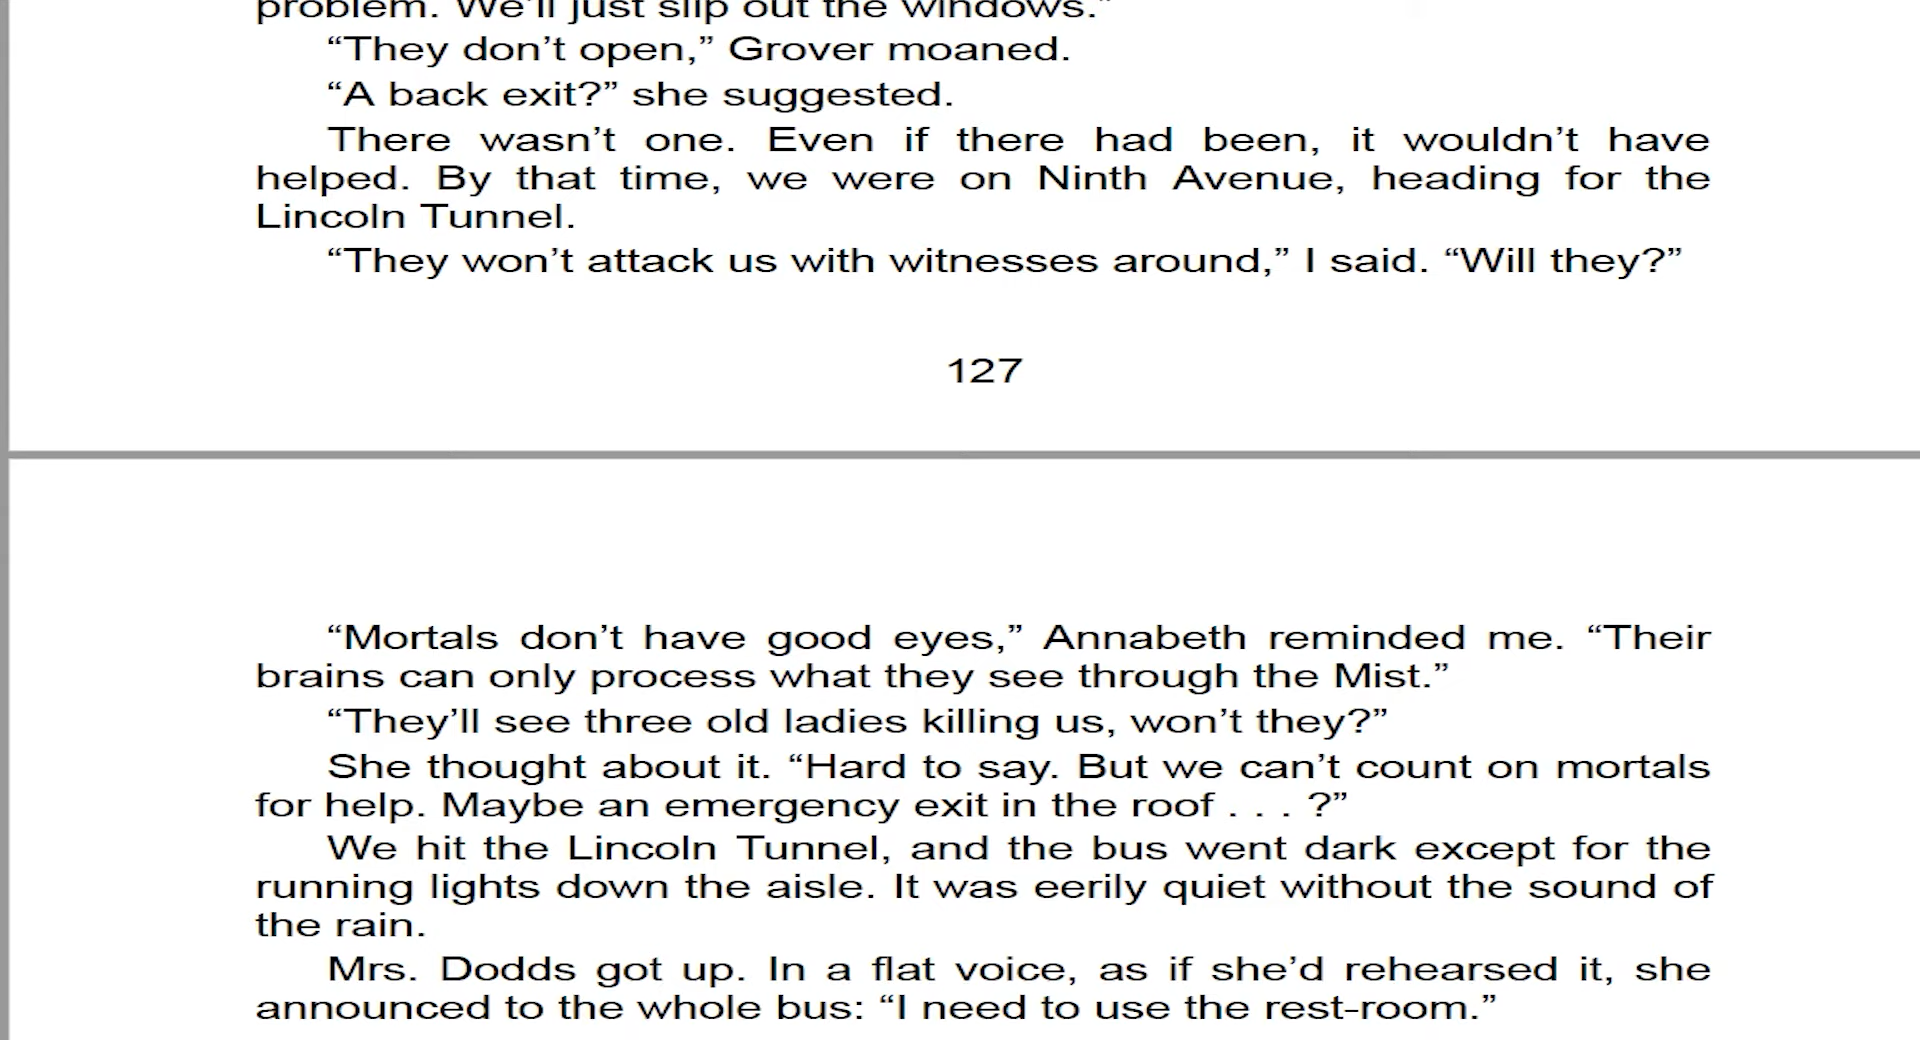 problem. We'll just slip out the windows.”
“They don’t open,” Grover moaned.
“A back exit?” she suggested.
There wasn’t one. Even if there had been, it wouldn’t have
helped. By that time, we were on Ninth Avenue, heading for the
Lincoln Tunnel.
“They won’t attack us with witnesses around,” I said. “Will they?”
127
“Mortals don’t have good eyes,” Annabeth reminded me. “Their
brains can only process what they see through the Mist.”
“They’ll see three old ladies killing us, won’t they?”
She thought about it. “Hard to say. But we can’t count on mortals
for help. Maybe an emergency exit in the roof . . . ?”
We hit the Lincoln Tunnel, and the bus went dark except for the
running lights down the aisle. It was eerily quiet without the sound of
the rain.
Mrs. Dodds got up. In a flat voice, as if she’d rehearsed it, she
announced to the whole bus: “I need to use the rest-room.”